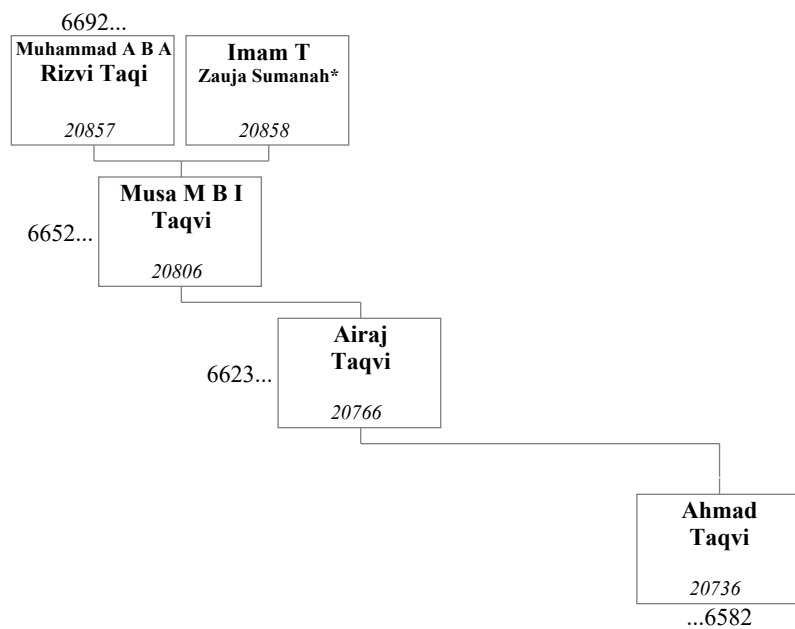 6692...
Muhammad A B A
Rizvi Taqi
20857
Imam T
Zauja Sumanah*
20858
Musa M B I
Taqvi
20806
6652...
Airaj
Taqvi
20766
6623...
Ahmad
Taqvi
20736
...6582